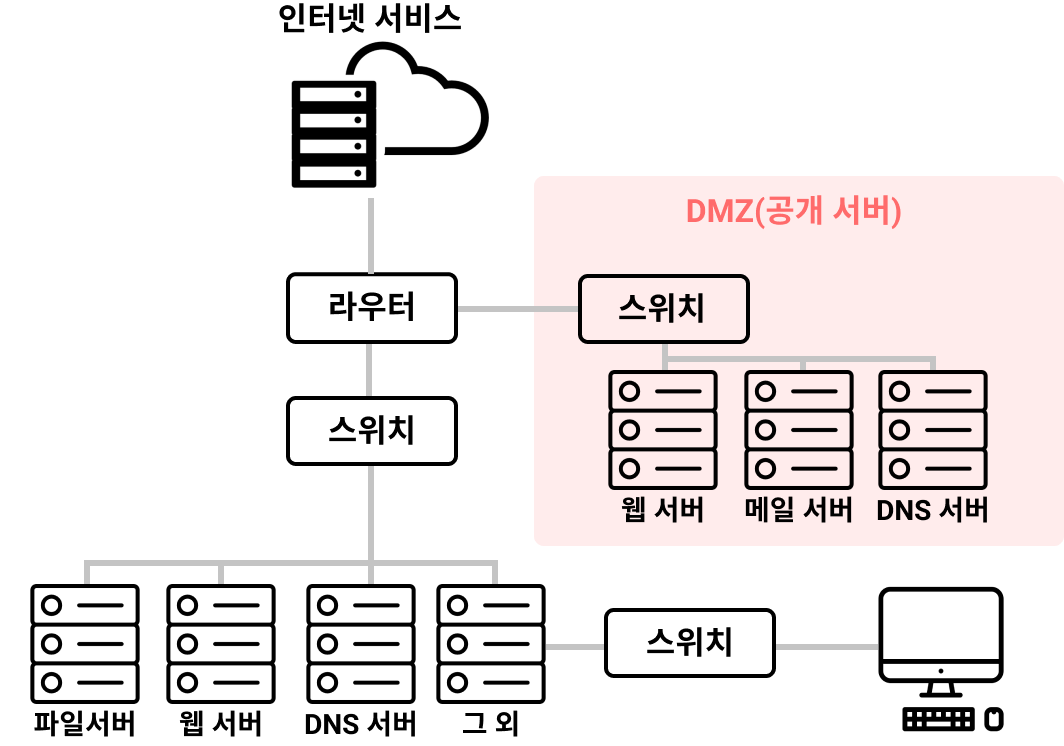 인터넷 서비스
DMZ(공개 서버)
라우터
스위치
스위치
웹 서버
메일 서버
DNS 서버
스위치
파일서버
웹 서버
DNS 서버
그 외